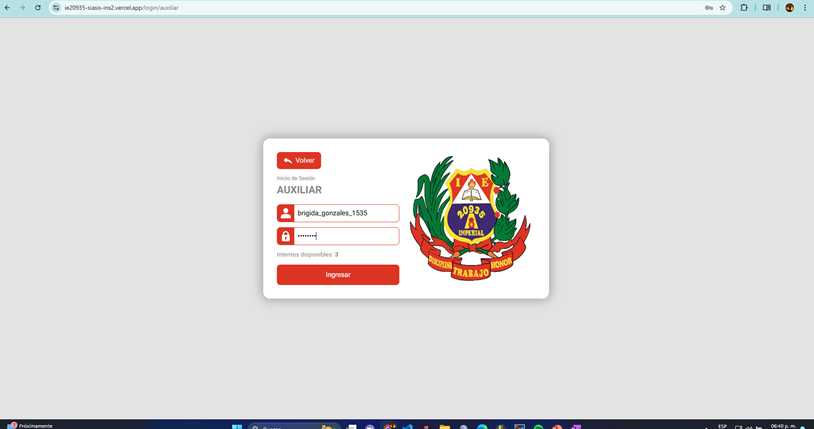 ie20935-siasis-ins2.vercel.app/login/auxiliar
Volver
Inicio de Sesión
AUXILIAR
brigida_gonzales_1535
••••••••
Intentos disponibles: 3
Ingresar
I E
20935
IMPERIAL
DISCIPLINA
TRABAJO
HONOR
Próximamente
ESP
06:40 p. m.